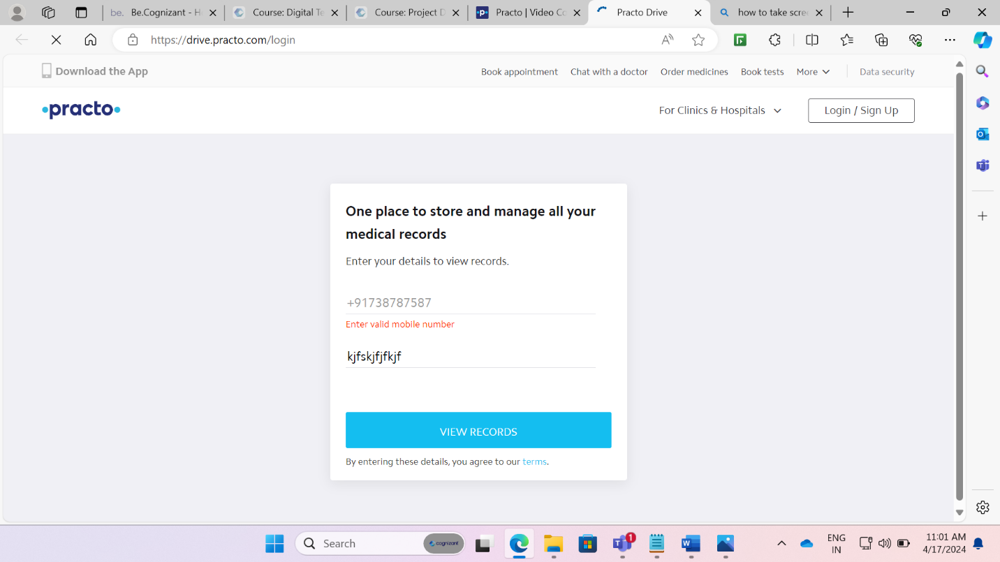 be. Be.Cognizant - H
Course: Digital Te
Course: Project D
Practo | Video Co
Practo Drive
how to take scree
https://drive.practo.com/login
Download the App
Book appointment
Chat with a doctor
Order medicines
Book tests
More
Data security
practo
For Clinics & Hospitals
Login / Sign Up
One place to store and manage all your
medical records
Enter your details to view records.
+91738787587
Enter valid mobile number
kjfskjfjfkjf
VIEW RECORDS
By entering these details, you agree to our terms.
Search
cognizant
1
ENG
IN
11:01 AM
4/17/2024